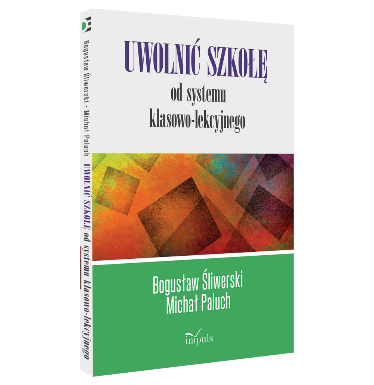 UWOLNIĆ SZKOŁĘ
od systemu
klasowo-lekcyjnego
Bogusław Śliwerski
Michał Paluch
impuls
Bogusław Śliwerski • Michał Paluch UWOLNIĆ SZKOŁĘ od systemu klasowo-lekcyjnego